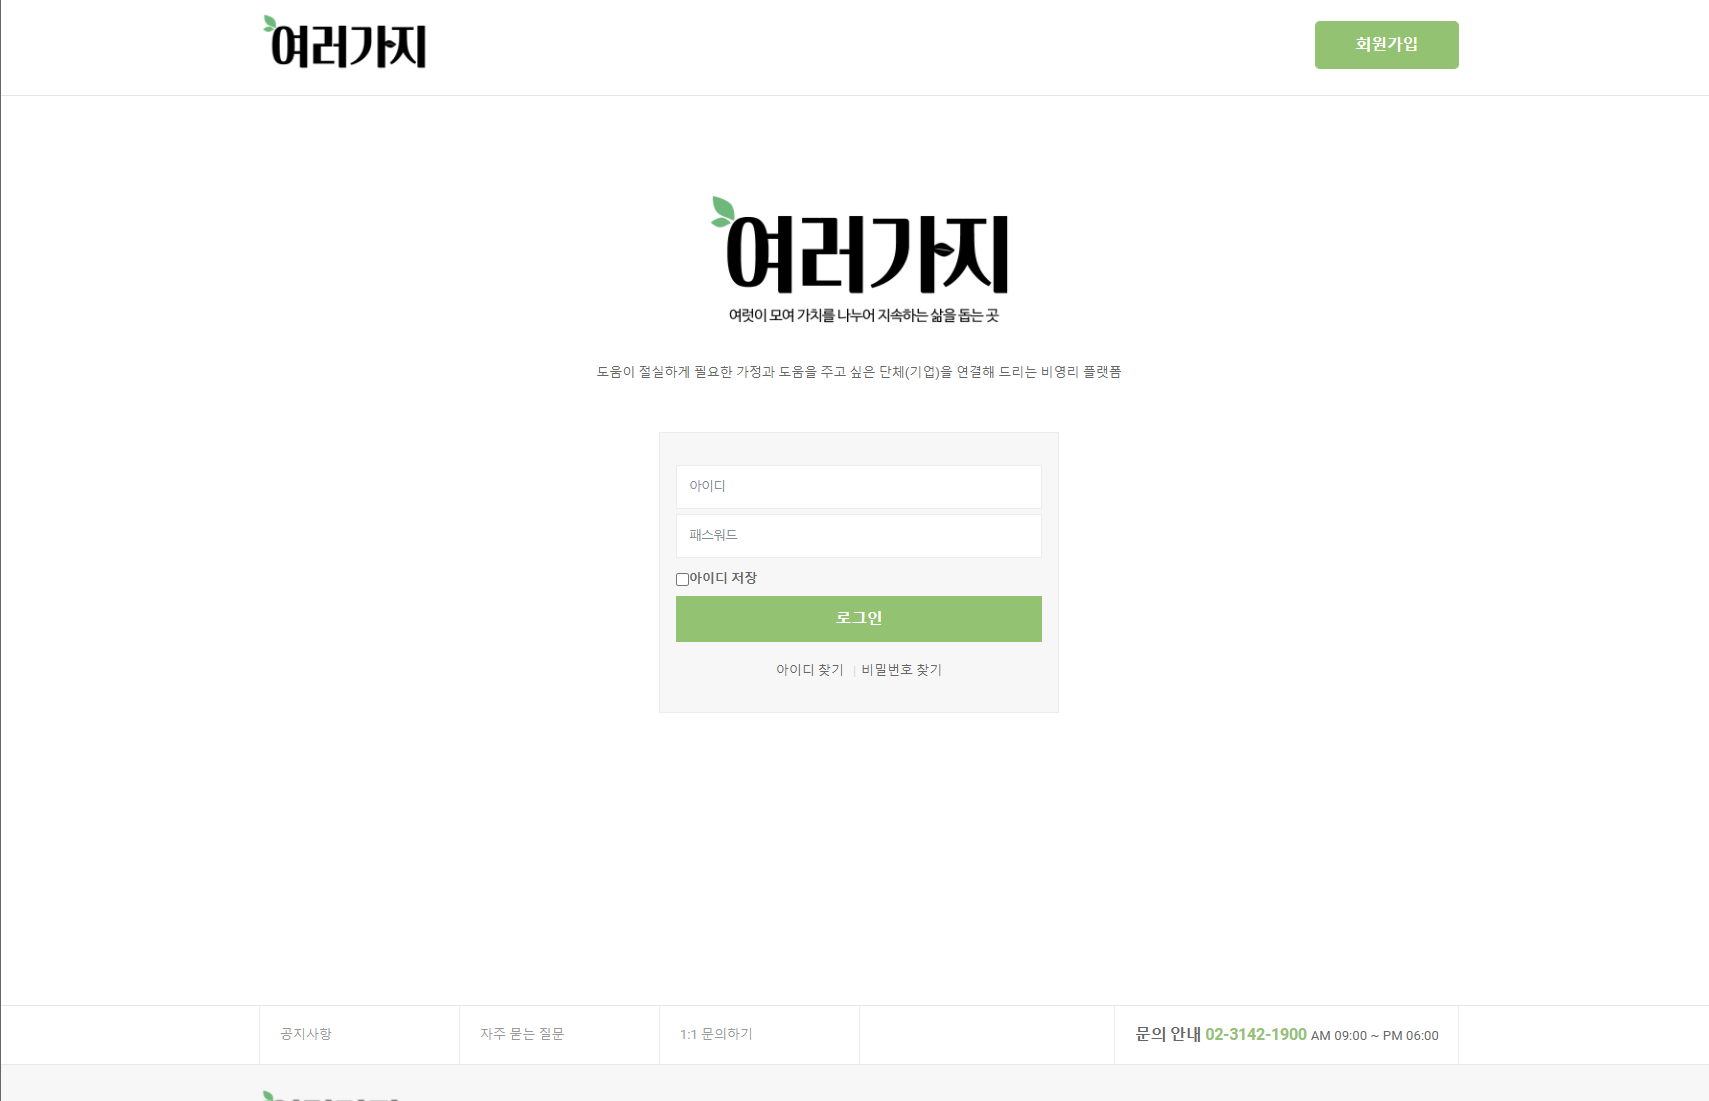 여러가지
회원가입
여러가지
여럿이 모여 가치를 나누어 지속하는 삶을 돕는 곳
도움이 절실하게 필요한 가정과 도움을 주고 싶은 단체(기업)을 연결해 드리는 비영리 플랫폼
아이디
패스워드
아이디 저장
로그인
아이디 찾기 | 비밀번호 찾기
공지사항
자주 묻는 질문
1:1 문의하기
문의 안내 02-3142-1900 AM 09:00 ~ PM 06:00